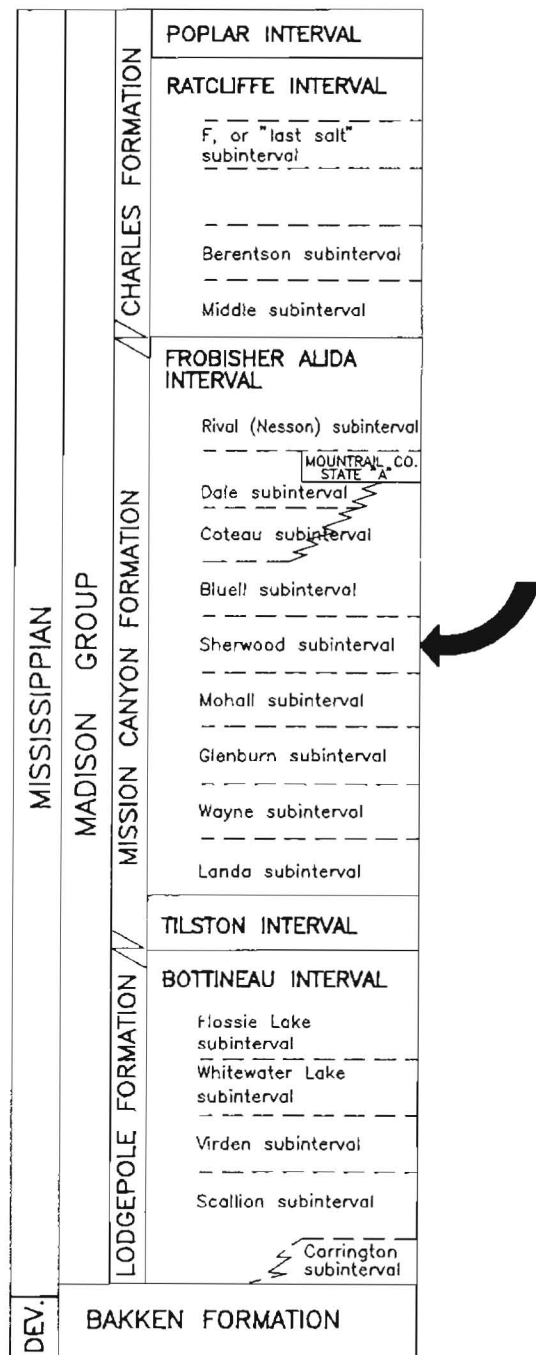 POPLAR INTERVAL
RATCLIFFE INTERVAL
F, or "last salt"
subinterval
Berentson subinterval
Middle subinterval
CHARLES FORMATION
FROBISHER ALIDA
INTERVAL
Rival (Nesson) subinterval
MOUNTRAIL CO.
STATE "A"
Dale subinterval
Coteau subinterval
Bluell subinterval
Sherwood subinterval
Mohall subinterval
Glenburn subinterval
Wayne subinterval
Landa subinterval
MISSION CANYON FORMATION
TILSTON INTERVAL
BOTTINEAU INTERVAL
Flossie Lake
subinterval
Whitewater Lake
subinterval
Virden subinterval
Scallion subinterval
Carrington
subinterval
LODGEPOLE FORMATION
MADISON GROUP
MISSISSIPPIAN
DEV.
BAKKEN FORMATION